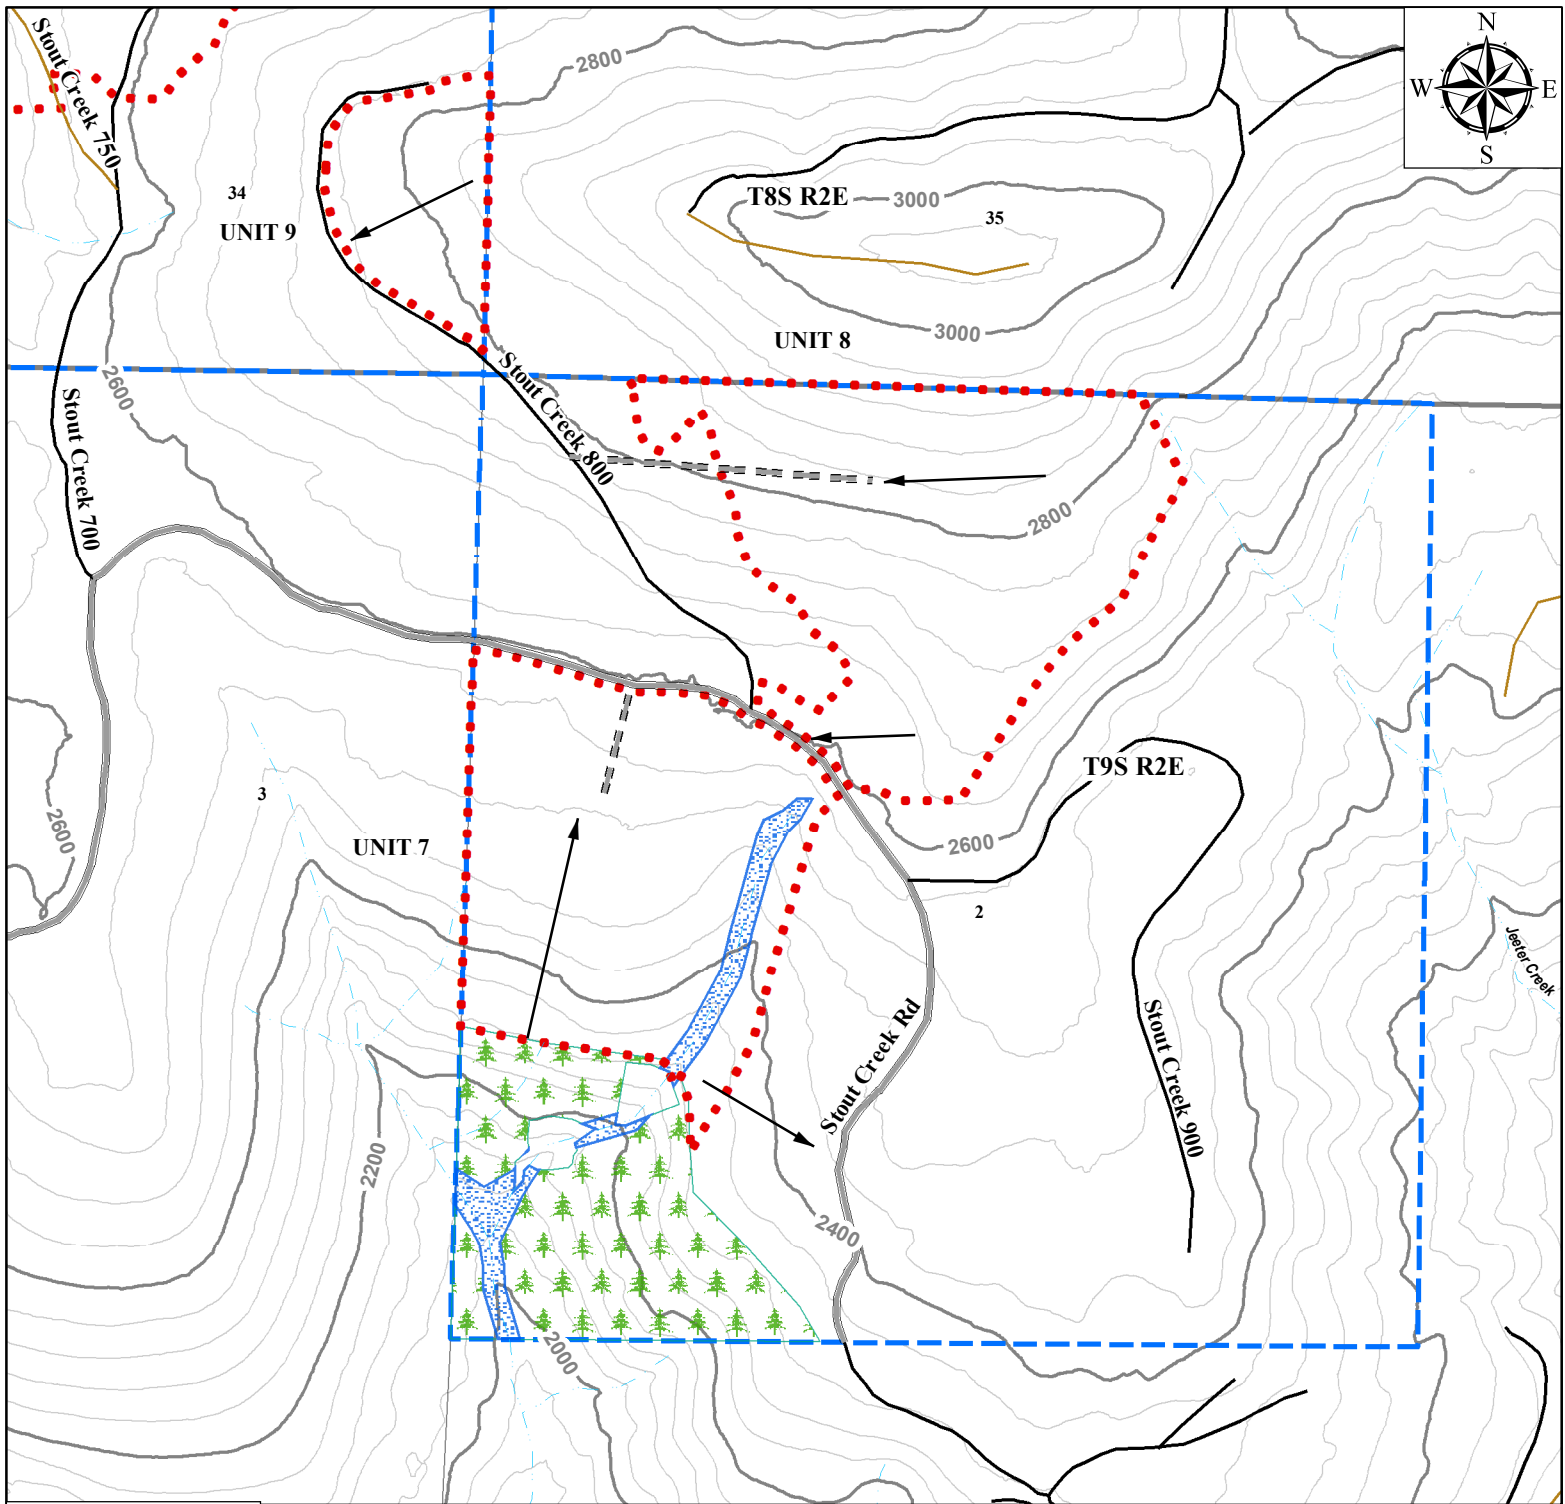 N
W E
S
Stout Creek 750
2800
34
UNIT 9
T8S R2E
3000
35
3000
UNIT 8
2600
Stout Creek 700
Stout Creek 800
2800
3
2600
UNIT 7
T9S R2E
2600
2
Jeeter Creek
Stout Creek Rd
Stout Creek 900
2200
2400
2000